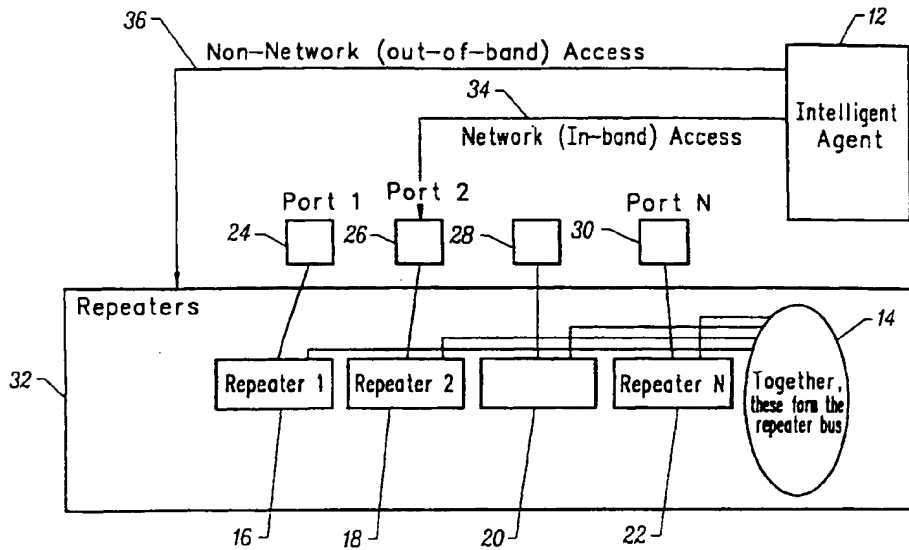 36
12
Non-Network (out-of-band) Access
34
Intelligent
Agent
Network (In-band) Access
Port 1
Port 2
Port N
24
26
28
30
Repeaters
14
32
Repeater 1
Repeater 2
Repeater N
Together,
these form the
repeater bus
16
18
20
22